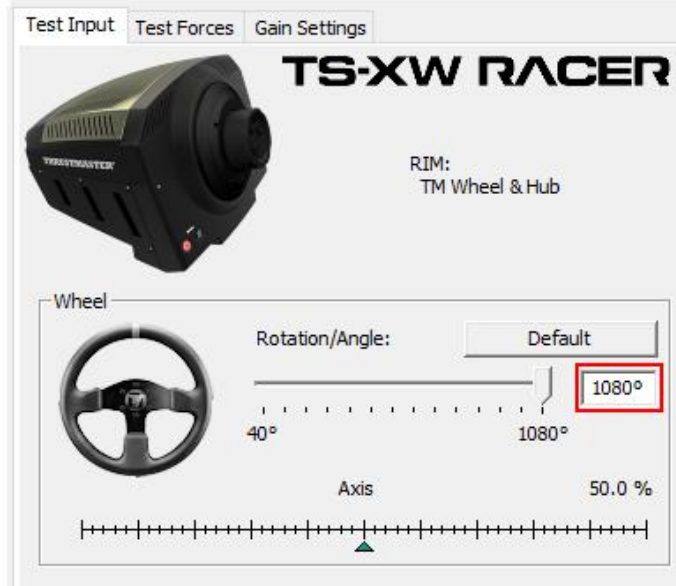 Test Input Test Forces Gain Settings
TS-XW RACER
THRUSTMASTER
RIM:
TM Wheel & Hub
Wheel
Rotation/Angle: Default
1080°
40° 1080°
Axis 50.0 %